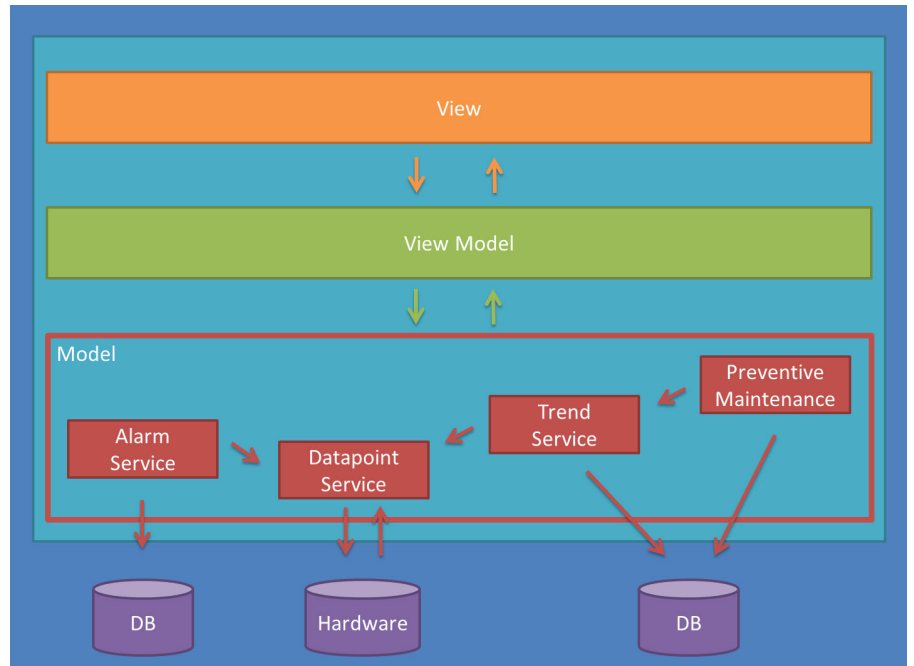 View
View Model
Model
Preventive
Maintenance
Trend
Service
Alarm
Service
Datapoint
Service
DB
Hardware
DB